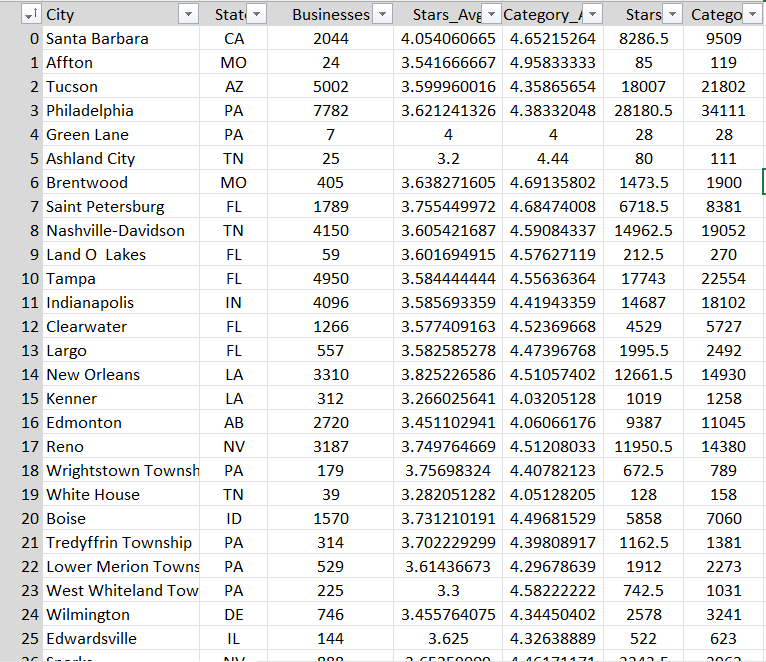 City State Businesses Stars_Avg Category_A Stars Catego
0 Santa Barbara CA 2044 4.054060665 4.65215264 8286.5 9509
1 Affton MO 24 3.541666667 4.95833333 85 119
2 Tucson AZ 5002 3.599960016 4.35865654 18007 21802
3 Philadelphia PA 7782 3.621241326 4.38332048 28180.5 34111
4 Green Lane PA 7 4 4 28 28
5 Ashland City TN 25 3.2 4.44 80 111
6 Brentwood MO 405 3.638271605 4.69135802 1473.5 1900
7 Saint Petersburg FL 1789 3.755449972 4.68474008 6718.5 8381
8 Nashville-Davidson TN 4150 3.605421687 4.59084337 14962.5 19052
9 Land O Lakes FL 59 3.601694915 4.57627119 212.5 270
10 Tampa FL 4950 3.584444444 4.55636364 17743 22554
11 Indianapolis IN 4096 3.585693359 4.41943359 14687 18102
12 Clearwater FL 1266 3.577409163 4.52369668 4529 5727
13 Largo FL 557 3.582585278 4.47396768 1995.5 2492
14 New Orleans LA 3310 3.825226586 4.51057402 12661.5 14930
15 Kenner LA 312 3.266025641 4.03205128 1019 1258
16 Edmonton AB 2720 3.451102941 4.06066176 9387 11045
17 Reno NV 3187 3.749764669 4.51208033 11950.5 14380
18 Wrightstown Townsh PA 179 3.75698324 4.40782123 672.5 789
19 White House TN 39 3.282051282 4.05128205 128 158
20 Boise ID 1570 3.731210191 4.49681529 5858 7060
21 Tredyffrin Township PA 314 3.702229299 4.39808917 1162.5 1381
22 Lower Merion Towns PA 529 3.61436673 4.29678639 1912 2273
23 West Whiteland Tow PA 225 3.3 4.58222222 742.5 1031
24 Wilmington DE 746 3.455764075 4.34450402 2578 3241
25 Edwardsville IL 144 3.625 4.32638889 522 623